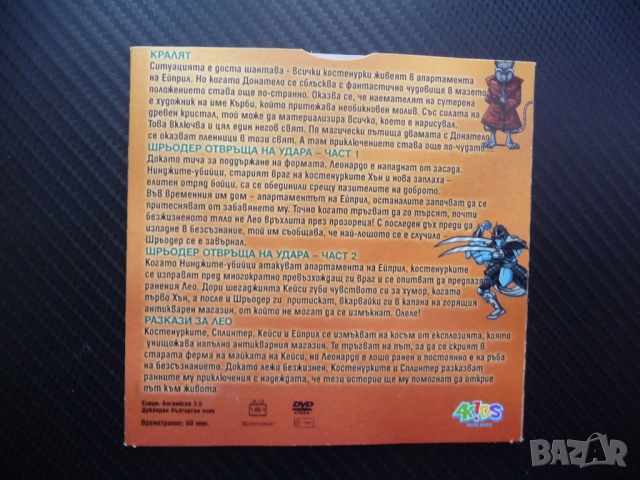 КРАЛЯТ
Ситуацията е доста шантава - всички костенурки живеят в апартамента
на Ейприл. Но когато Донатело се сблъсква с фантастично чудовище в мазето,
положението става още по-странно. Оказва се, че наемателят на сутерена
е художник на име Кърби, който притежава необикновен молив. Със силата на
древен кристал, той може да материализира всичко, което е нарисувал.
Това включва и цял един негов свят. По магически пътища двамата с Донатело
се оказват пленници в този свят. А там приключението става още по-чудато...
ШРЬОДЕР ОТВРЪЩА НА УДАРА – ЧАСТ 1
Докато тича за поддържане на формата, Леонардо е нападнат от засада.
Нинджите-убийци, старият враг на костенурките Хън и нова заплаха –
елитен отряд бойци, са се обединили срещу пазителите на доброто.
Във временния им дом – апартаментът на Ейприл, останалите започват да се
притесняват от забавянето му. Точно когато тръгват да го търсят, почти
безжизненото тяло не Лео връхлита през прозореца! С последен дъх преди да
изпадне в безсъзнание, той им съобщава, че най-лошото се е случило –
Шрьодер се е завърнал.
ШРЬОДЕР ОТВРЪЩА НА УДАРА – ЧАСТ 2
Когато Нинджите-убийци атакуват апартамента на Ейприл, костенурките
се изправят пред многократно превъзхождащ ги враг и се опитват да предпазят
ранения Лео. Дори шегаджията Кейси губи чувството си за хумор, когато
първо Хън, а после и Шрьодер ги притискат, вкарвайки ги в капана на горящия
антикварен магазин, от който не могат да се измъкнат. Олеле!
РАЗКАЗИ ЗА ЛЕО
Костенурките, Сплинтер, Кейси и Ейприл се измъкват на косъм от експлозията, която
унищожава напълно антикварния магазин. Те тръгват на път, за да се скрият в
старата ферма на майката на Кейси, но Леонардо е лошо ранен и постоянно е на ръба
на безсъзнанието. Докато лежи безжизнен, Костенурките и Сплинтер разказват
ранните му приключения с надеждата, че тези истории ще му помогнат да открие
път към живота.
Езици: Английски 2.0
Дублиран български език
Времетраене: 60 мин.
DVD
VIDEO
4KiDS
bazar.bg